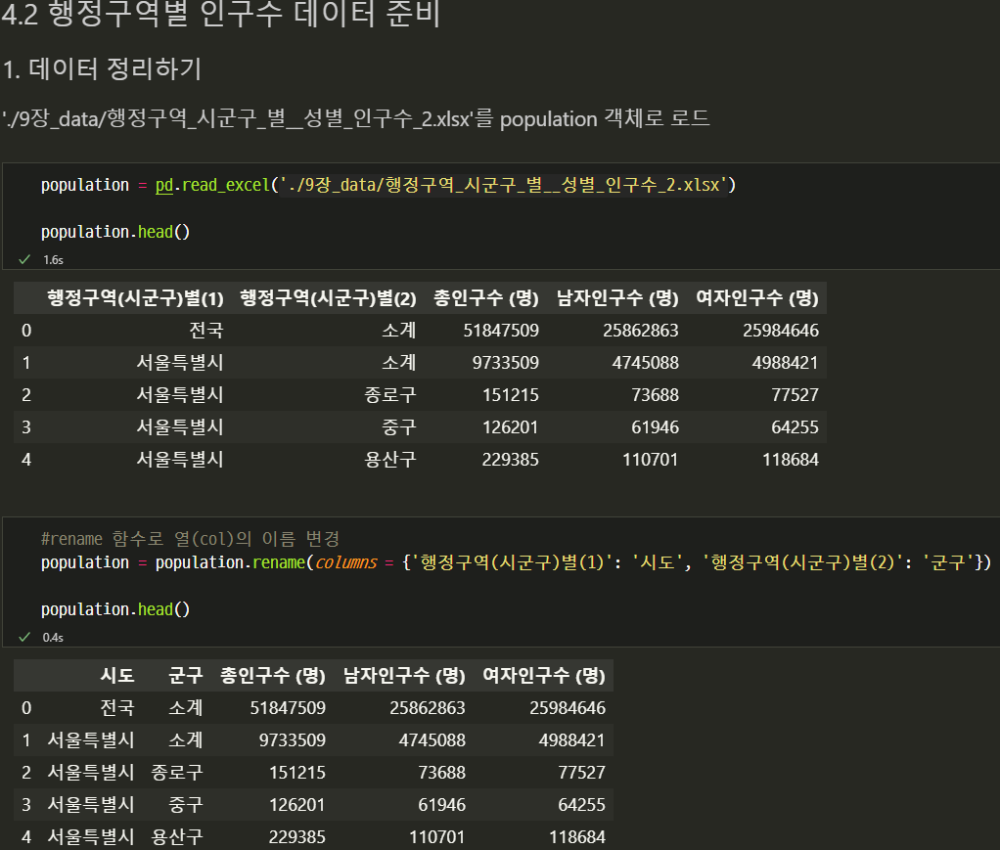 4.2 행정구역별 인구수 데이터 준비
1. 데이터 정리하기
'./9장_data/행정구역_시군구_별__성별_인구수_2.xlsx'를 population 객체로 로드
population = pd.read_excel('./9장_data/행정구역_시군구_별__성별_인구수_2.xlsx')
population.head()
✓ 1.6s
행정구역(시군구)별(1) 행정구역(시군구)별(2) 총인구수 (명) 남자인구수 (명) 여자인구수 (명)
0 전국 소계 51847509 25862863 25984646
1 서울특별시 소계 9733509 4745088 4988421
2 서울특별시 종로구 151215 73688 77527
3 서울특별시 중구 126201 61946 64255
4 서울특별시 용산구 229385 110701 118684
#rename 함수로 열(col)의 이름 변경
population = population.rename(columns = {'행정구역(시군구)별(1)': '시도', '행정구역(시군구)별(2)': '군구'})
population.head()
✓ 0.4s
시도 군구 총인구수 (명) 남자인구수 (명) 여자인구수 (명)
0 전국 소계 51847509 25862863 25984646
1 서울특별시 소계 9733509 4745088 4988421
2 서울특별시 종로구 151215 73688 77527
3 서울특별시 중구 126201 61946 64255
4 서울특별시 용산구 229385 110701 118684